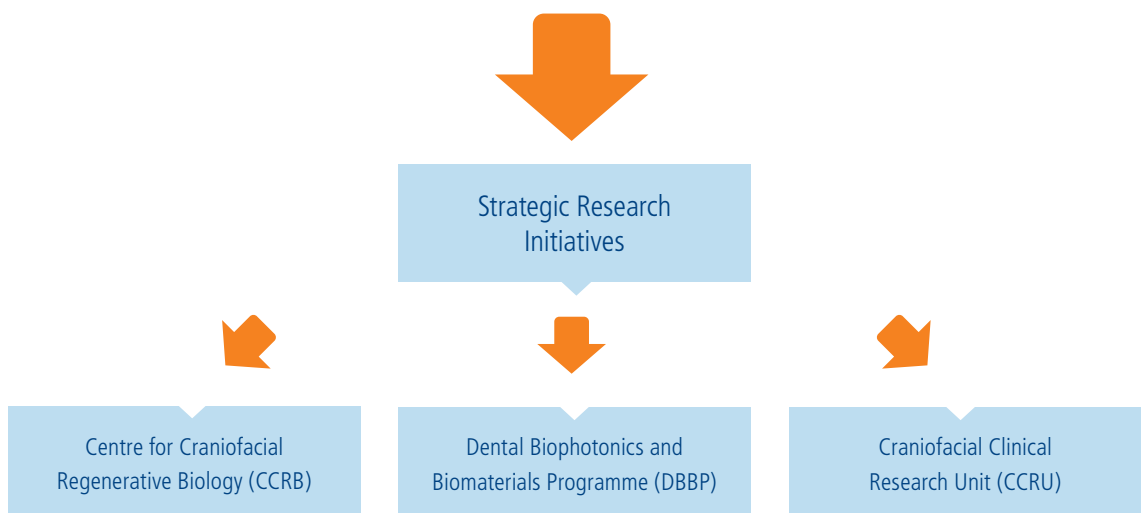 Strategic Research
Initiatives
Centre for Craniofacial
Regenerative Biology (CCRB)
Dental Biophotonics and
Biomaterials Programme (DBBP)
Craniofacial Clinical
Research Unit (CCRU)